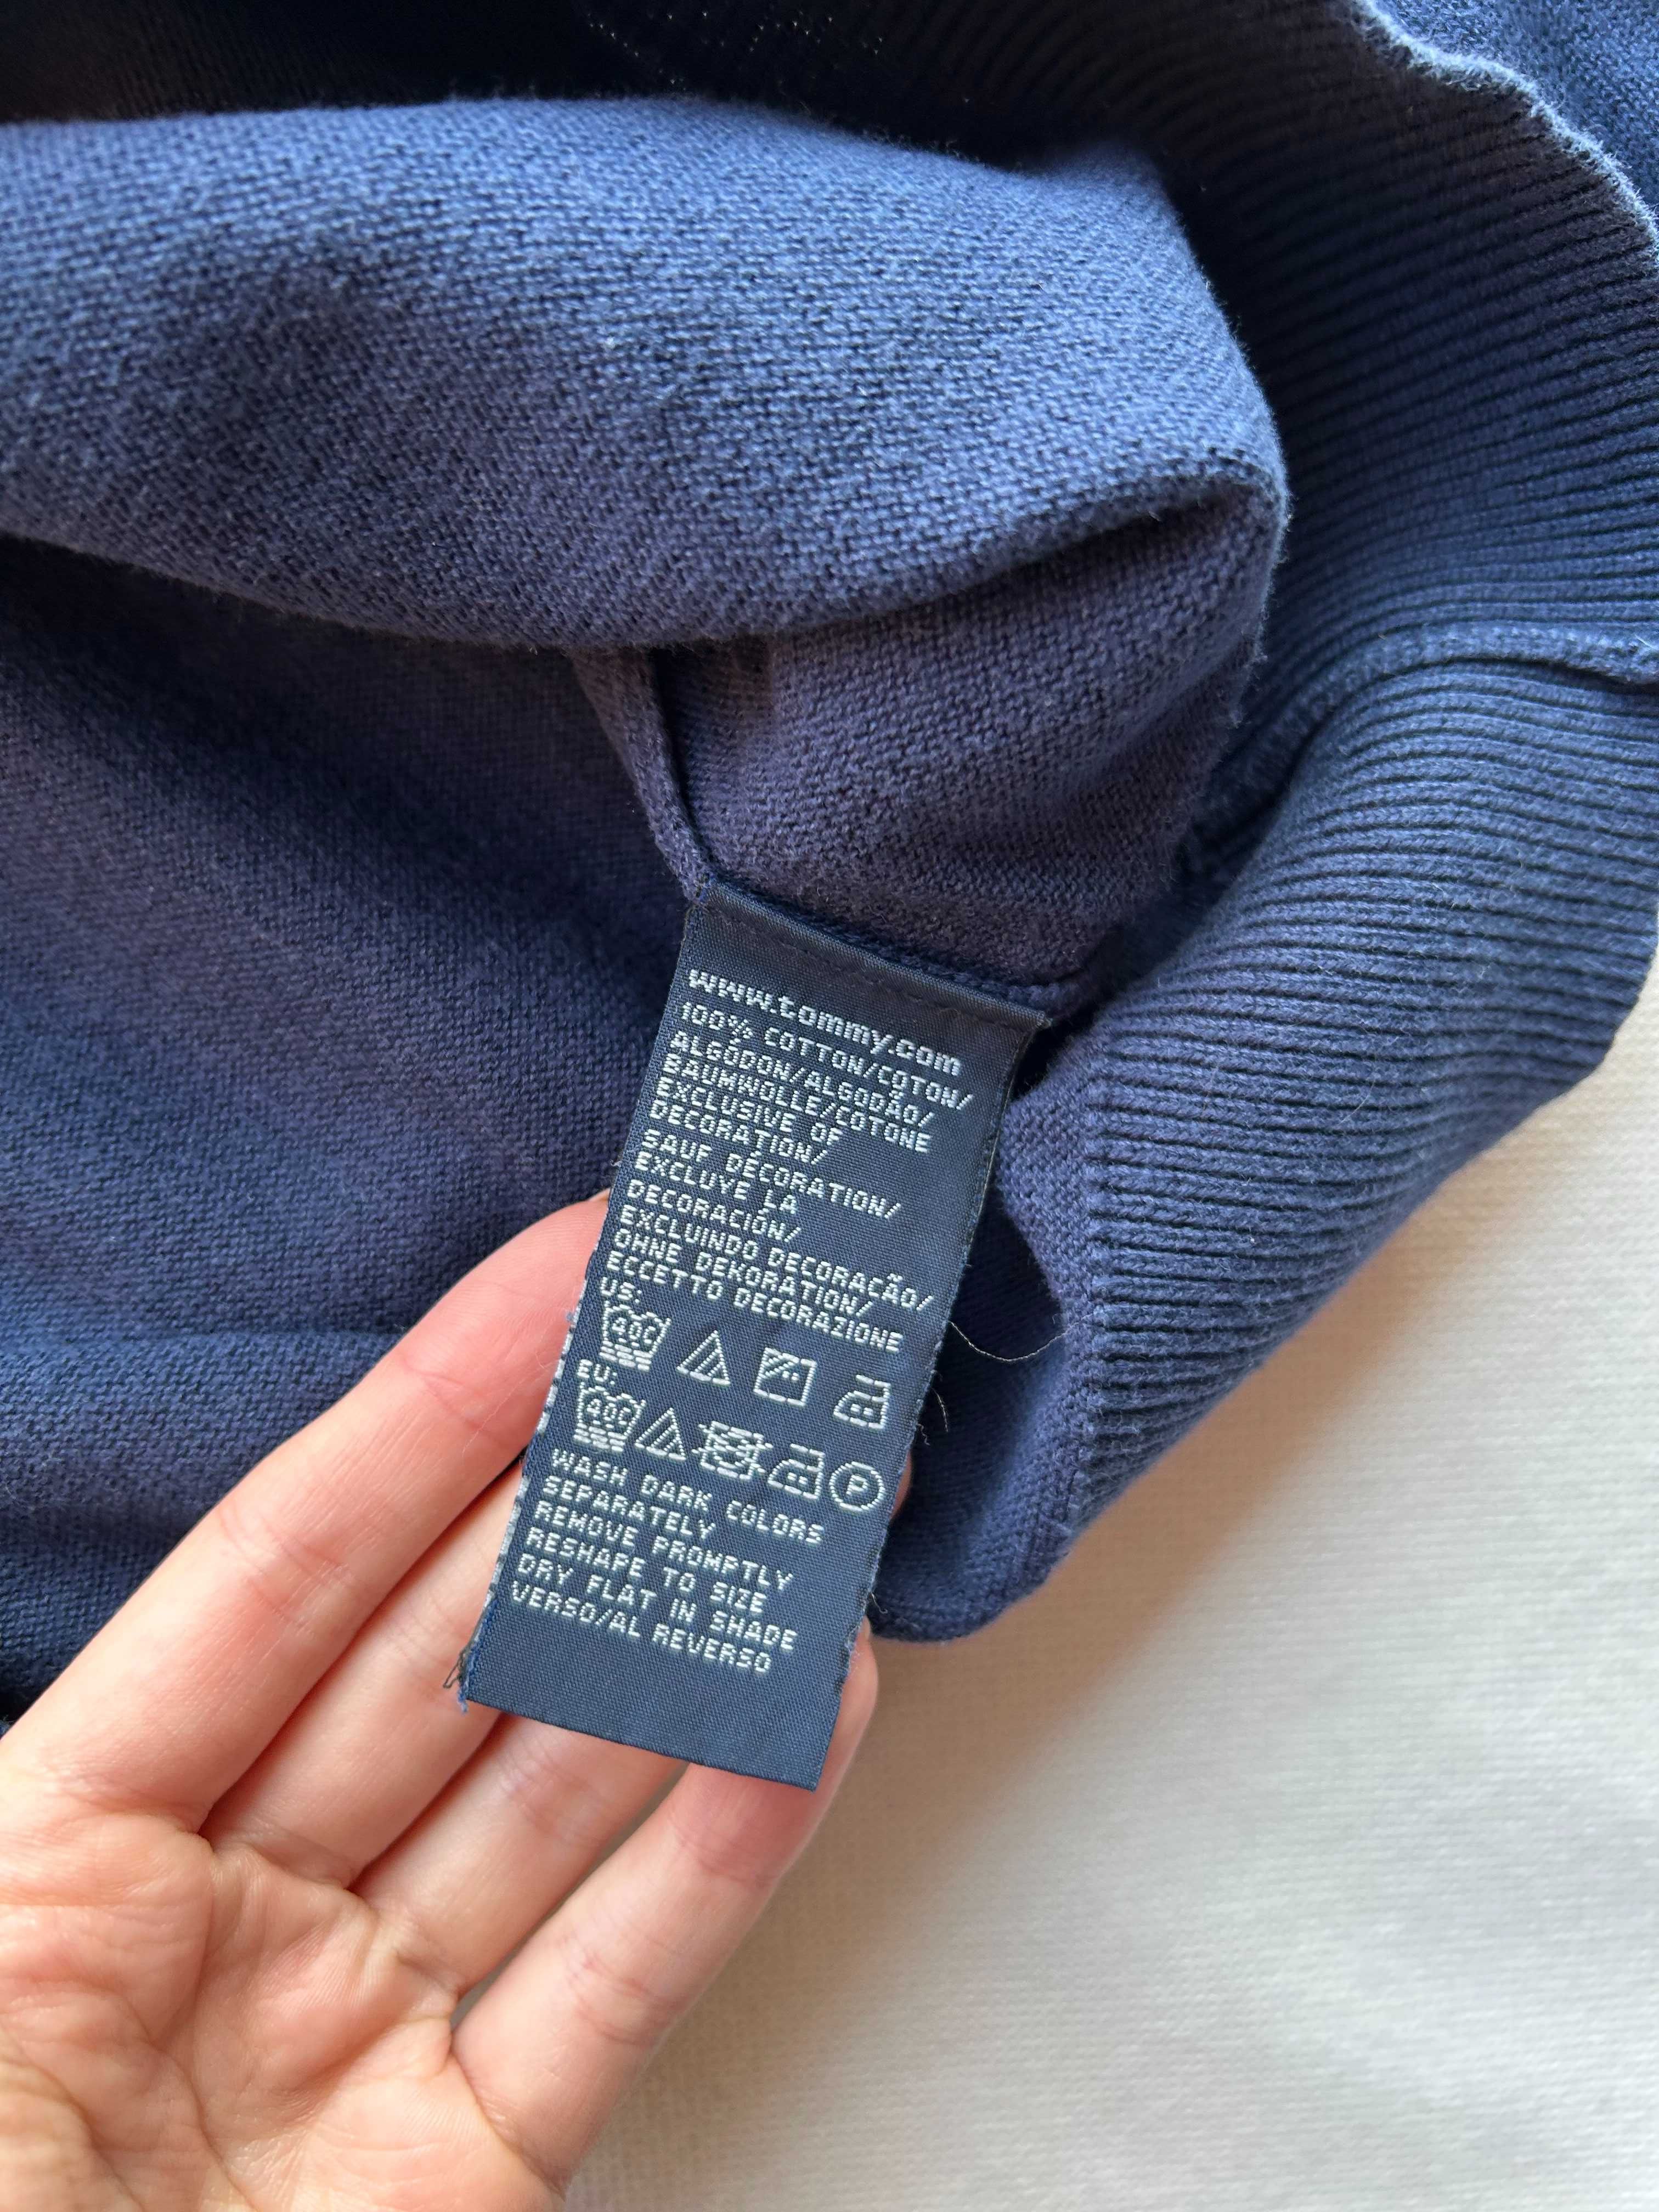 www.tommy.com
100% COTTON/COTON/
ALGODÓN/ALGODÃO/
BAUMWOLLE/COTONE
EXCLUSIVE OF
DECORATION/
SAUF DÉCORATION/
EXCLUYE LA
DECORACIÓN/
EXCLUINDO DECORAÇÃO/
OHNE DEKORATION/
ECCETTO DECORAZIONE
US:
40C
EU:
40C P
WASH DARK COLORS
SEPARATELY
REMOVE PROMPTLY
RESHAPE TO SIZE
DRY FLAT IN SHADE
VERSO/AL REVERSO